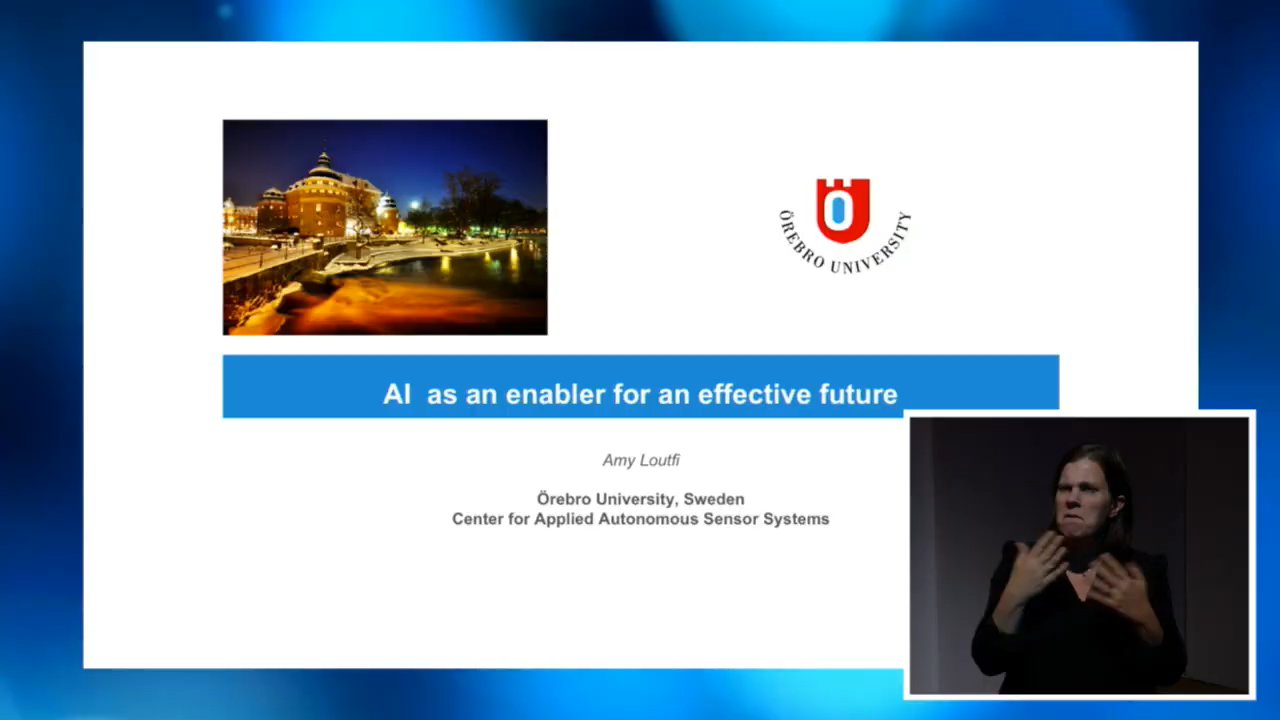 Ö
ÖREBRO UNIVERSITY
AI as an enabler for an effective future
Amy Loutfi
Örebro University, Sweden
Center for Applied Autonomous Sensor Systems